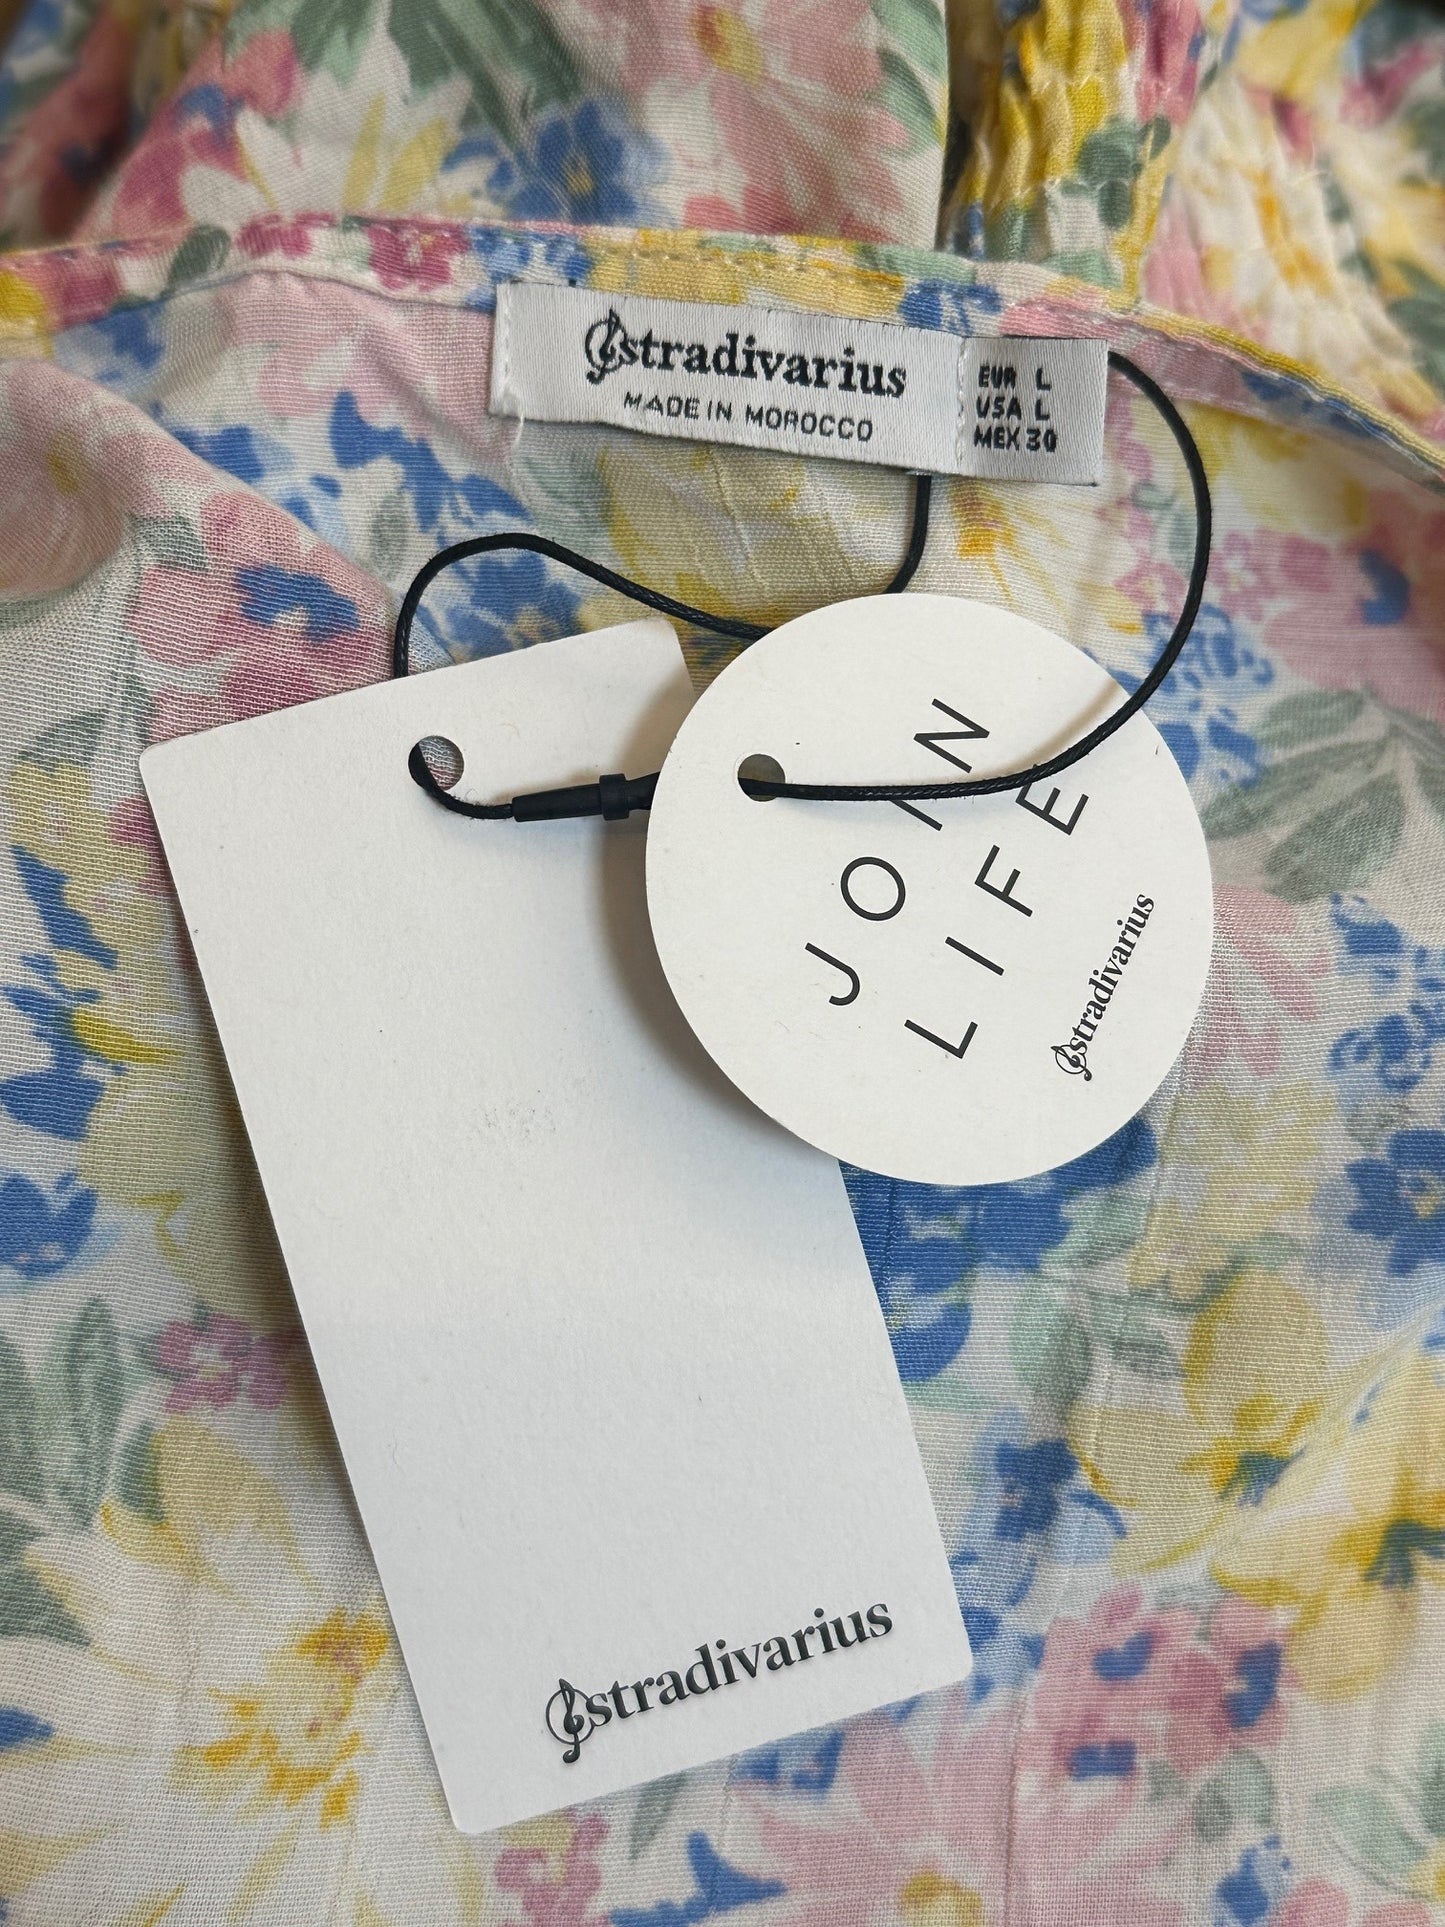 stradivarius
MADE IN MOROCCO
EUR L
USA L
MEX 30
JOIN
LIFE
stradivarius
stradivarius